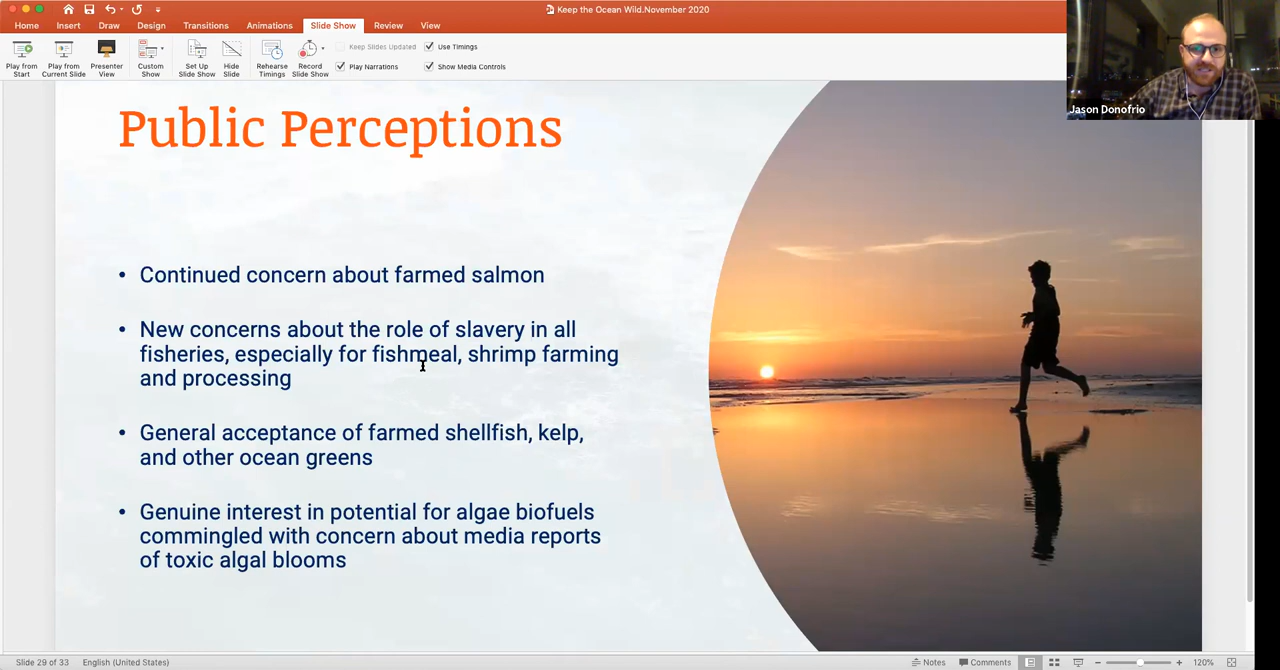 Keep the Ocean Wild.November 2020
Home Insert Draw Design Transitions Animations Slide Show Review View
Play from Start
Play from Current Slide
Presenter View
Custom Show
Set Up Slide Show
Hide Slide
Rehearse Timings
Record Slide Show
Keep Slides Updated
Use Timings
Play Narrations
Show Media Controls
Jason Donofrio
Public Perceptions
• Continued concern about farmed salmon
• New concerns about the role of slavery in all
fisheries, especially for fishmeal, shrimp farming
and processing
• General acceptance of farmed shellfish, kelp,
and other ocean greens
• Genuine interest in potential for algae biofuels
commingled with concern about media reports
of toxic algal blooms
Slide 29 of 33 English (United States) Notes Comments 120%